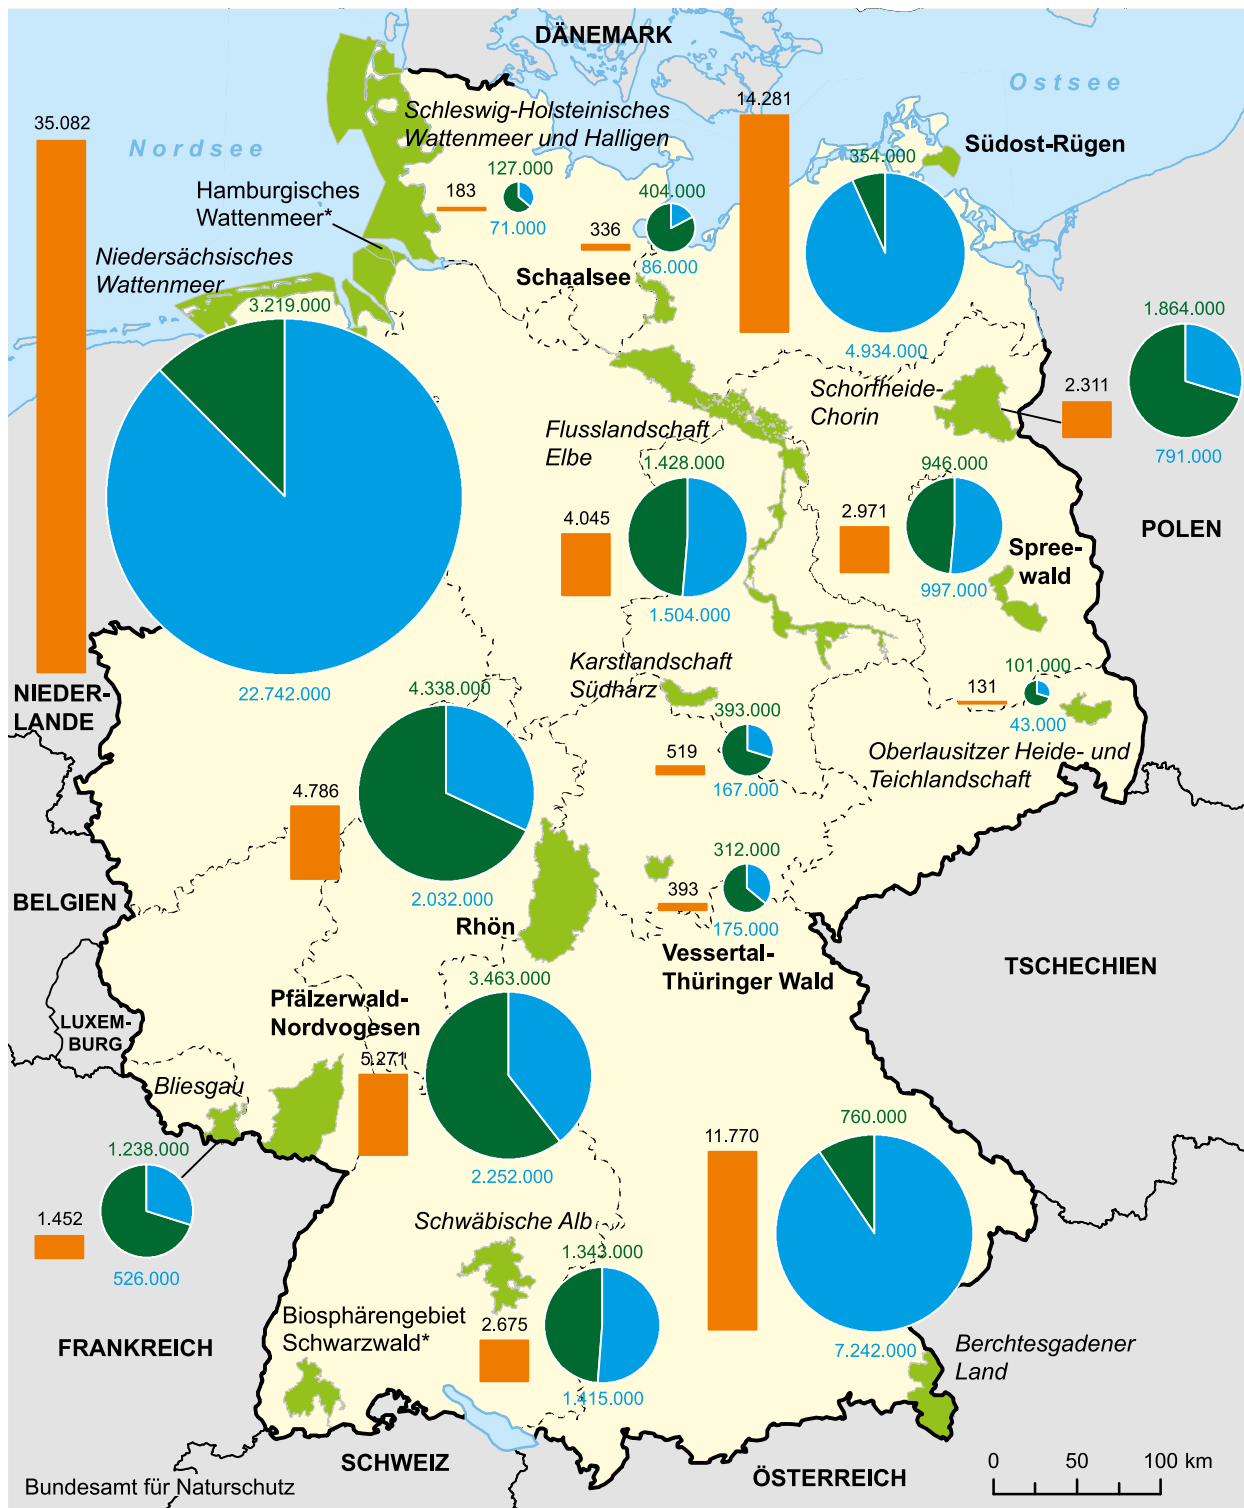 DÄNEMARK
Ostsee
Nordsee
35.082
Schleswig-Holsteinisches
Wattenmeer und Halligen
14.281
354.000
Südost-Rügen
127.000
183
71.000
404.000
336
86.000
Schaalsee
Hamburgisches
Wattenmeer*
Niedersächsisches
Wattenmeer
3.219.000
4.934.000
1.864.000
2.311
791.000
Schorfheide-
Chorin
Flusslandschaft
Elbe
1.428.000
4.045
1.504.000
946.000
2.971
997.000
POLEN
Spree-
wald
22.742.000
NIEDER-
LANDE
Karstlandschaft
Südharz
393.000
519
167.000
101.000
131
43.000
Oberlausitzer Heide- und
Teichlandschaft
4.338.000
4.786
2.032.000
Rhön
312.000
393
175.000
Vessertal-
Thüringer Wald
BELGIEN
TSCHECHIEN
LUXEM-
BURG
Pfälzerwald-
Nordvogesen
3.463.000
5.271
2.252.000
Bliesgau
1.238.000
1.452
526.000
760.000
11.770
7.242.000
Schwäbische Alb
1.343.000
2.675
1.415.000
Biosphärengebiet
Schwarzwald*
FRANKREICH
Berchtesgadener
Land
SCHWEIZ
ÖSTERREICH
0 50 100 km
Bundesamt für Naturschutz